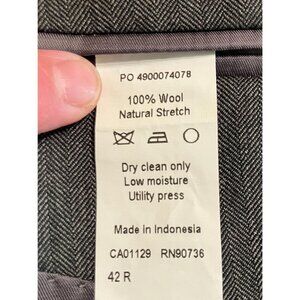 PO 4900074078
100% Wool
Natural Stretch
Dry clean only
Low moisture
Utility press
Made in Indonesia
CA01129 RN90736
42 R